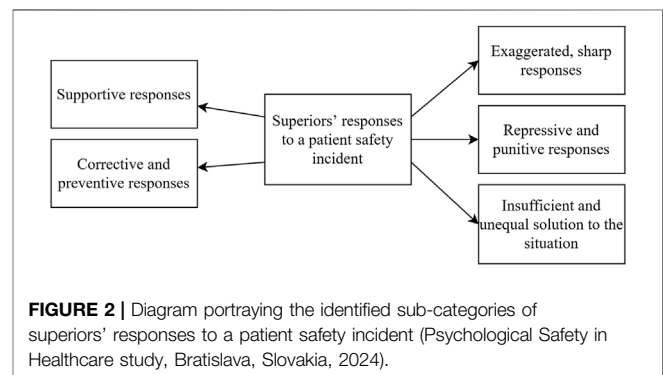 Supportive responses
Corrective and
preventive responses
Superiors' responses
to a patient safety
incident
Exaggerated, sharp
responses
Repressive and
punitive responses
Insufficient and
unequal solution to the
situation
FIGURE 2 | Diagram portraying the identified sub-categories of
superiors' responses to a patient safety incident (Psychological Safety in
Healthcare study, Bratislava, Slovakia, 2024).